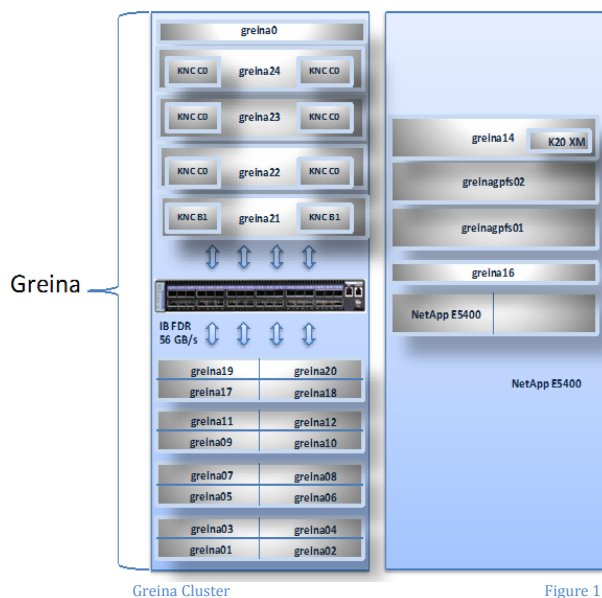 greina0
KNC C0 greina24 KNC C0
KNC C0 greina23 KNC C0
KNC C0 greina22 KNC C0
KNC B1 greina21 KNC B1
Greina
IB FDR
56 GB/s
greina19 greina20
greina17 greina18
greina11 greina12
greina09 greina10
greina07 greina08
greina05 greina06
greina03 greina04
greina01 greina02
greina14 K20 XM
greinagpfs02
greinagpfs01
greina16
NetApp E5400
NetApp E5400
Greina Cluster Figure 1